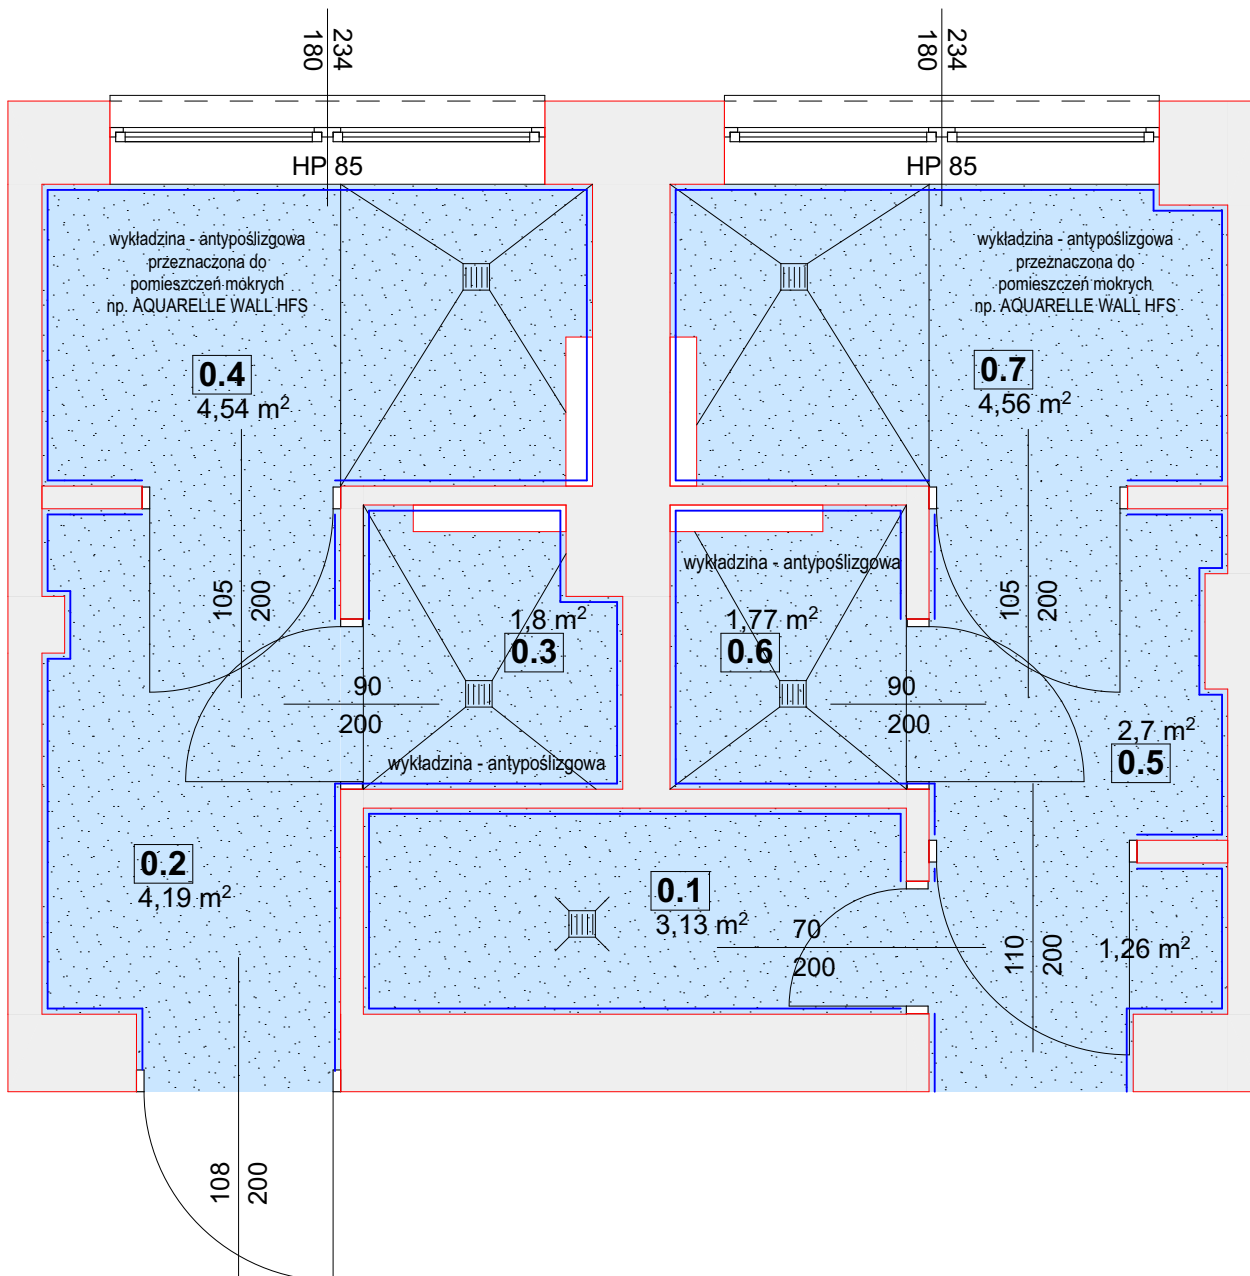 234
180
234
180
HP 85
HP 85
wykładzina - antypoślizgowa
przeznaczona do
pomieszczeń mokrych
np. AQUARELLE WALL HFS
wykładzina - antypoślizgowa
przeznaczona do
pomieszczeń mokrych
np. AQUARELLE WALL HFS
0.4
4,54 m²
0.7
4,56 m²
105
200
105
200
wykładzina - antypoślizgowa
1,8 m²
0.3
1,77 m²
0.6
90
200
90
200
2,7 m²
0.5
wykładzina - antypoślizgowa
0.2
4,19 m²
0.1
3,13 m²
70
200
110
200
1,26 m²
108
200